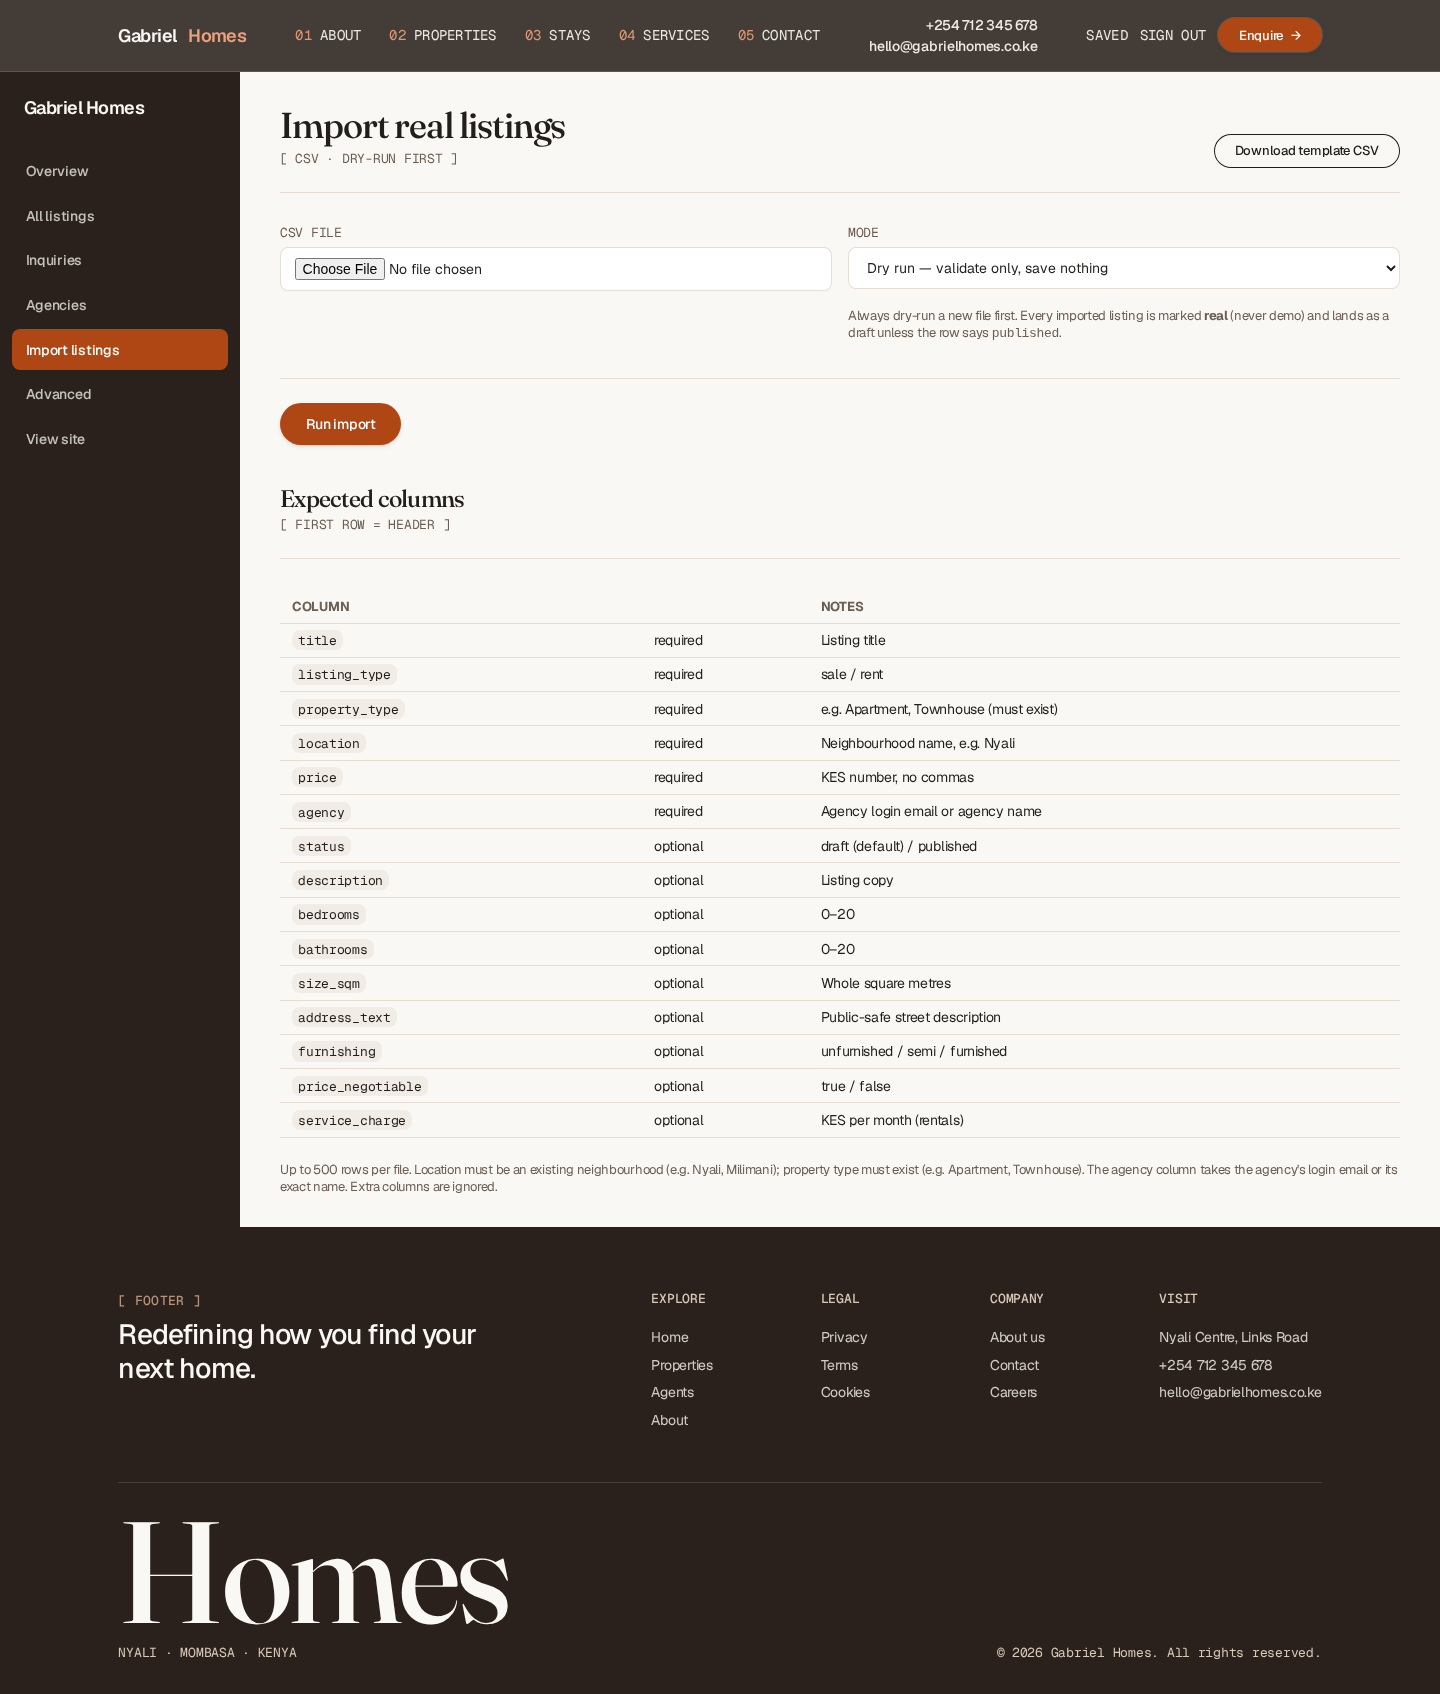 Gabriel Homes
01 ABOUT
02 PROPERTIES
03 STAYS
04 SERVICES
05 CONTACT
+254 712 345 678
hello@gabrielhomes.co.ke
SAVED
SIGN OUT
Enquire →
Gabriel Homes
Overview
All listings
Inquiries
Agencies
Import listings
Advanced
View site
Import real listings
[ CSV · DRY-RUN FIRST ]
Download template CSV
CSV FILE
Choose File No file chosen
MODE
Dry run — validate only, save nothing
Always dry-run a new file first. Every imported listing is marked real (never demo) and lands as a
draft unless the row says published.
Run import
Expected columns
[ FIRST ROW = HEADER ]
COLUMN NOTES
title required Listing title
listing_type required sale / rent
property_type required e.g. Apartment, Townhouse (must exist)
location required Neighbourhood name, e.g. Nyali
price required KES number, no commas
agency required Agency login email or agency name
status optional draft (default) / published
description optional Listing copy
bedrooms optional 0–20
bathrooms optional 0–20
size_sqm optional Whole square metres
address_text optional Public-safe street description
furnishing optional unfurnished / semi / furnished
price_negotiable optional true / false
service_charge optional KES per month (rentals)
Up to 500 rows per file. Location must be an existing neighbourhood (e.g. Nyali, Milimani); property type must exist (e.g. Apartment, Townhouse). The agency column takes the agency's login email or its
exact name. Extra columns are ignored.
[ FOOTER ]
Redefining how you find your
next home.
EXPLORE
Home
Properties
Agents
About
LEGAL
Privacy
Terms
Cookies
COMPANY
About us
Contact
Careers
VISIT
Nyali Centre, Links Road
+254 712 345 678
hello@gabrielhomes.co.ke
Homes
NYALI · MOMBASA · KENYA
© 2026 Gabriel Homes. All rights reserved.